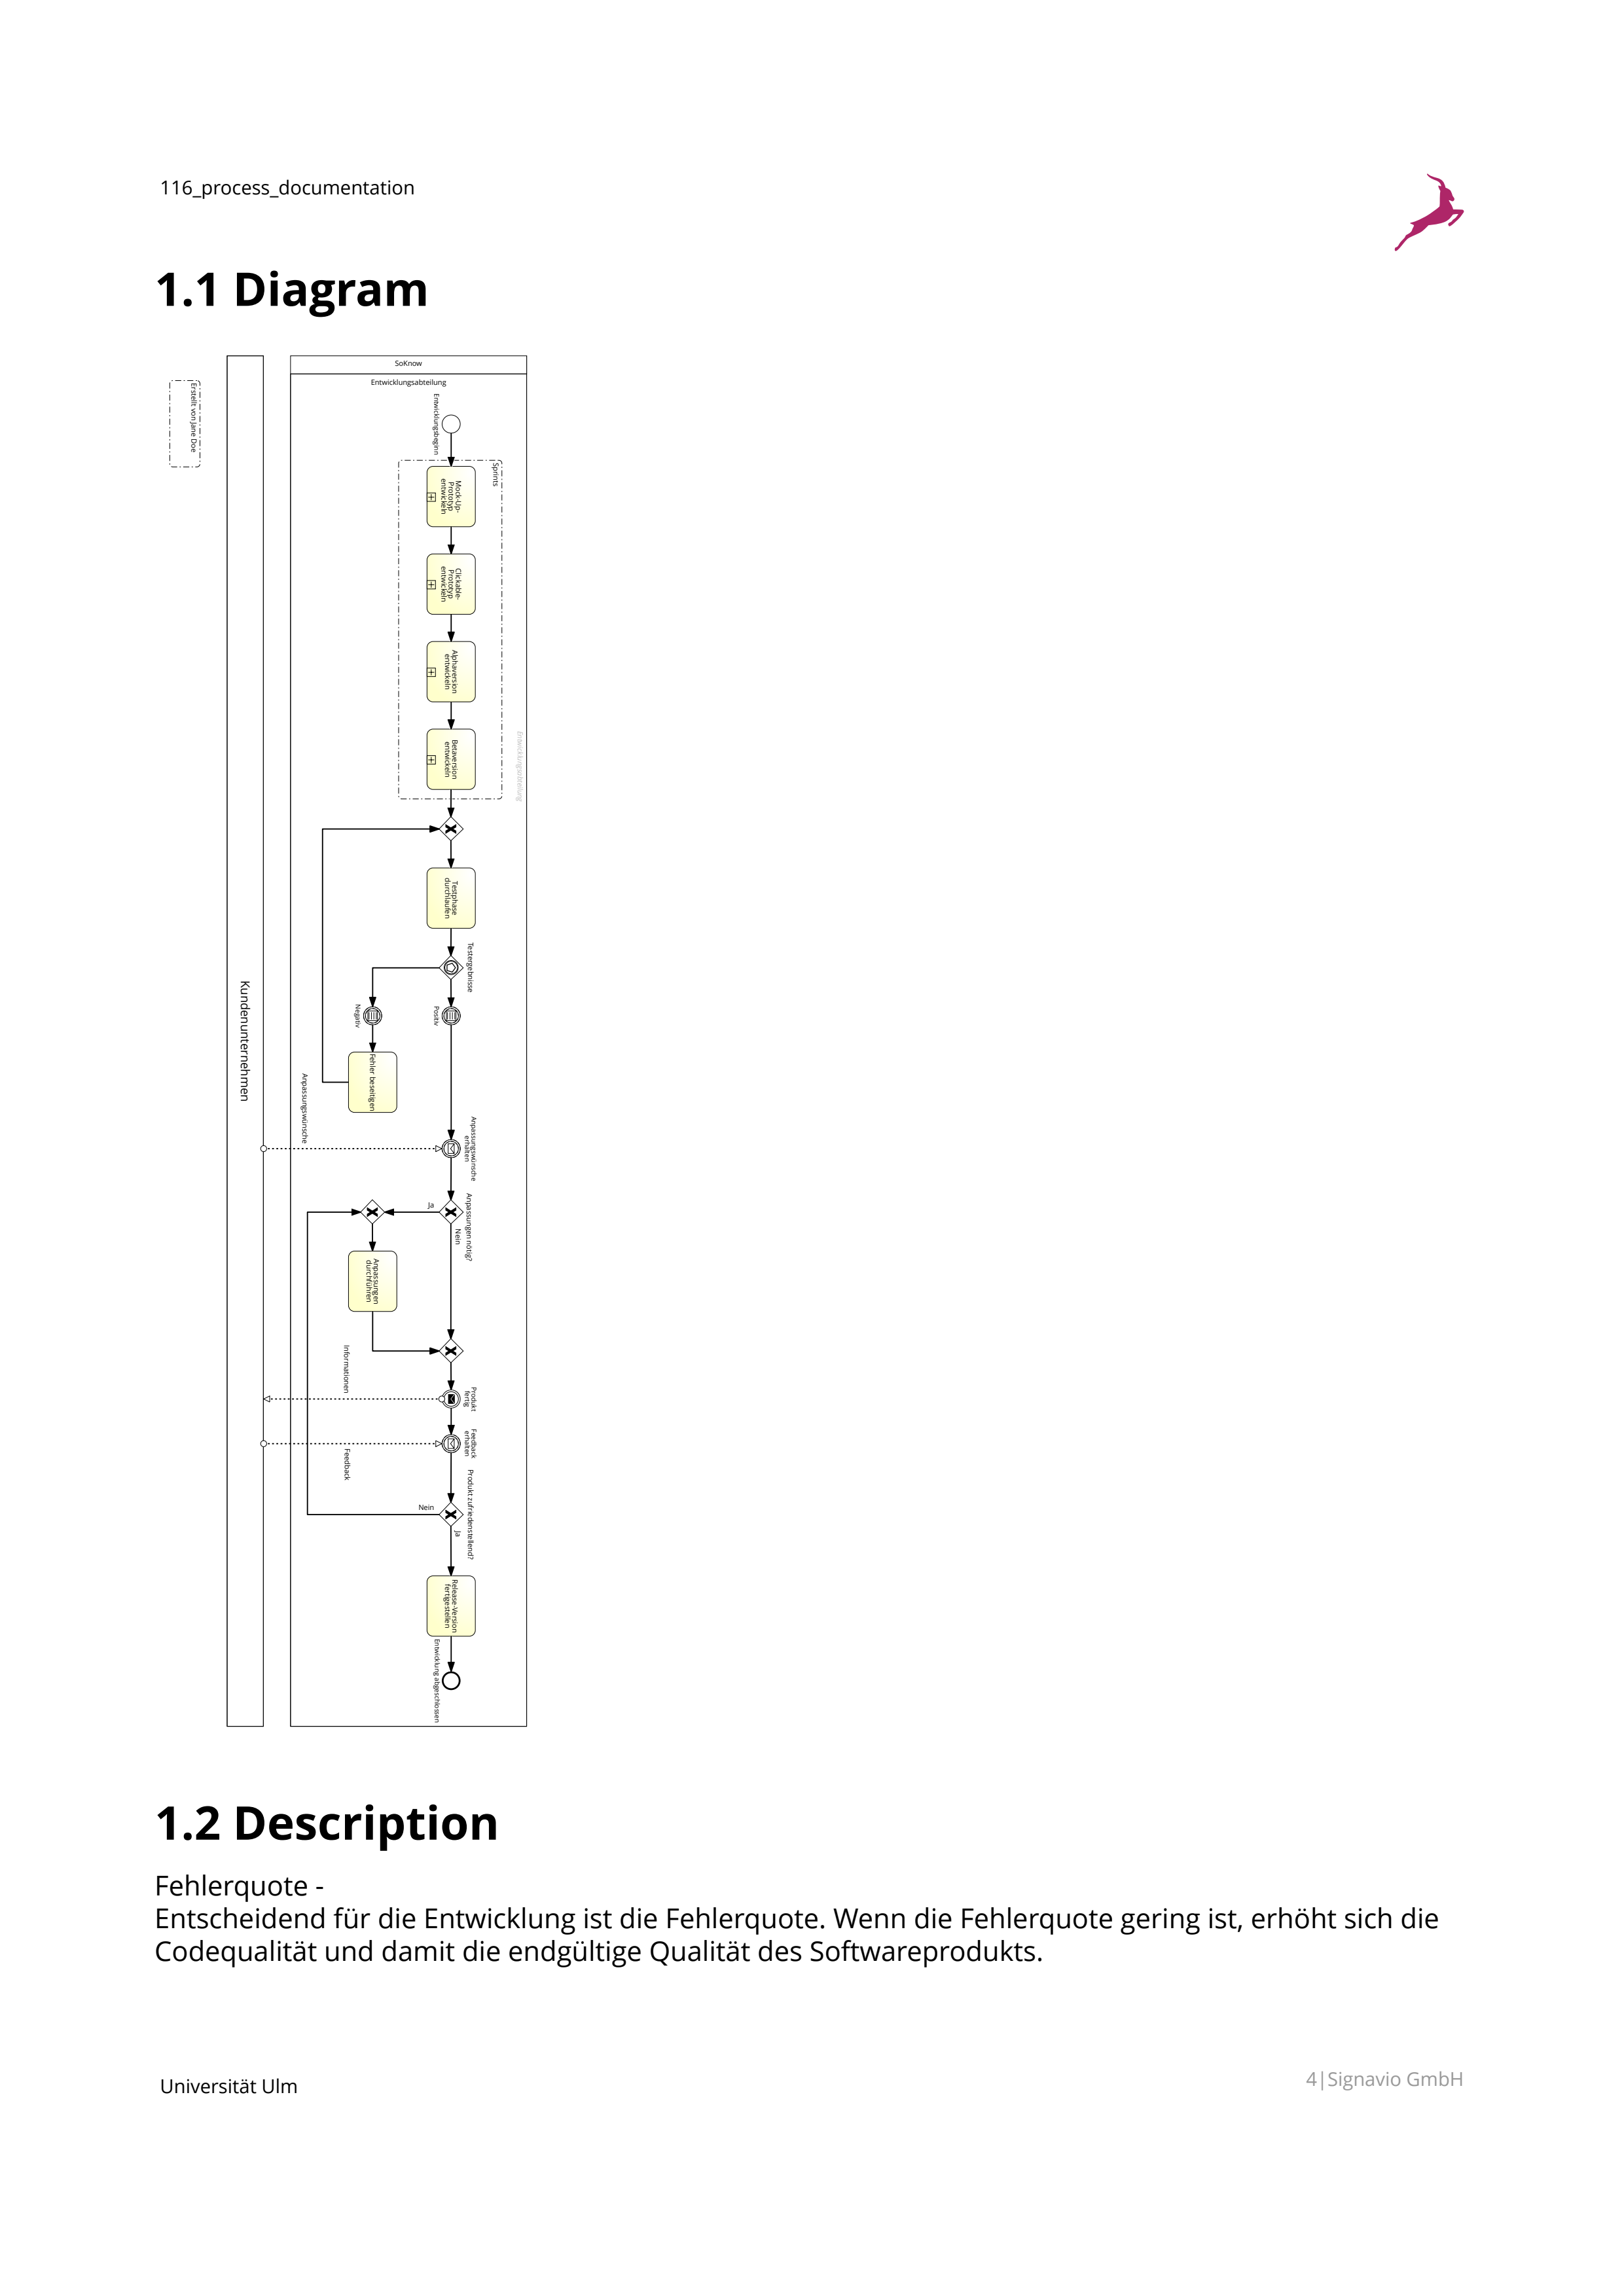 116_process_documentation
1.1 Diagram
SoKnow
Entwicklungsabteilung
Erstellt von Jane Doe
Entwicklungsbeginn
Sprints
Mock-Up-
Prototyp
entwickeln
Clickable-
Prototyp
entwickeln
Alphaversion
entwickeln
Betaversion
entwickeln
Entwicklungsabteilung
Testphase
durchlaufen
Testergebnisse
Positiv
Negativ
Fehler beseitigen
Kundenunternehmen
Anpassungswünsche
Anpassungswünsche
erhalten
Anpassungen nötig?
Ja
Nein
Anpassungen
durchführen
Informationen
Produkt
fertig
Feedback
erhalten
Feedback
Produkt zufriedenstellend?
Nein
Ja
Release-Version
fertigestellen
Entwicklung abgeschlossen
1.2 Description
Fehlerquote -
Entscheidend für die Entwicklung ist die Fehlerquote. Wenn die Fehlerquote gering ist, erhöht sich die
Codequalität und damit die endgültige Qualität des Softwareprodukts.
Universität Ulm
4|Signavio GmbH